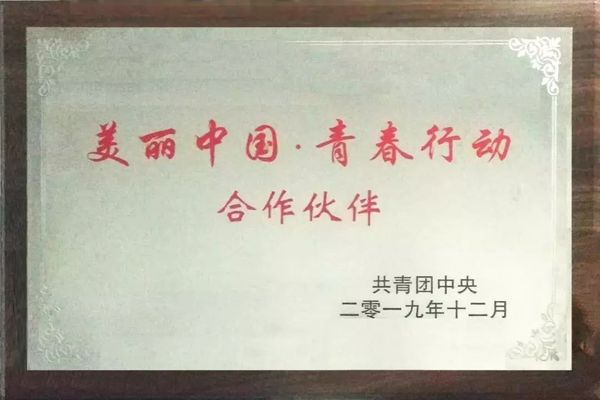 美丽中国·青春行动
合作伙伴
共青团中央
二零一九年十二月